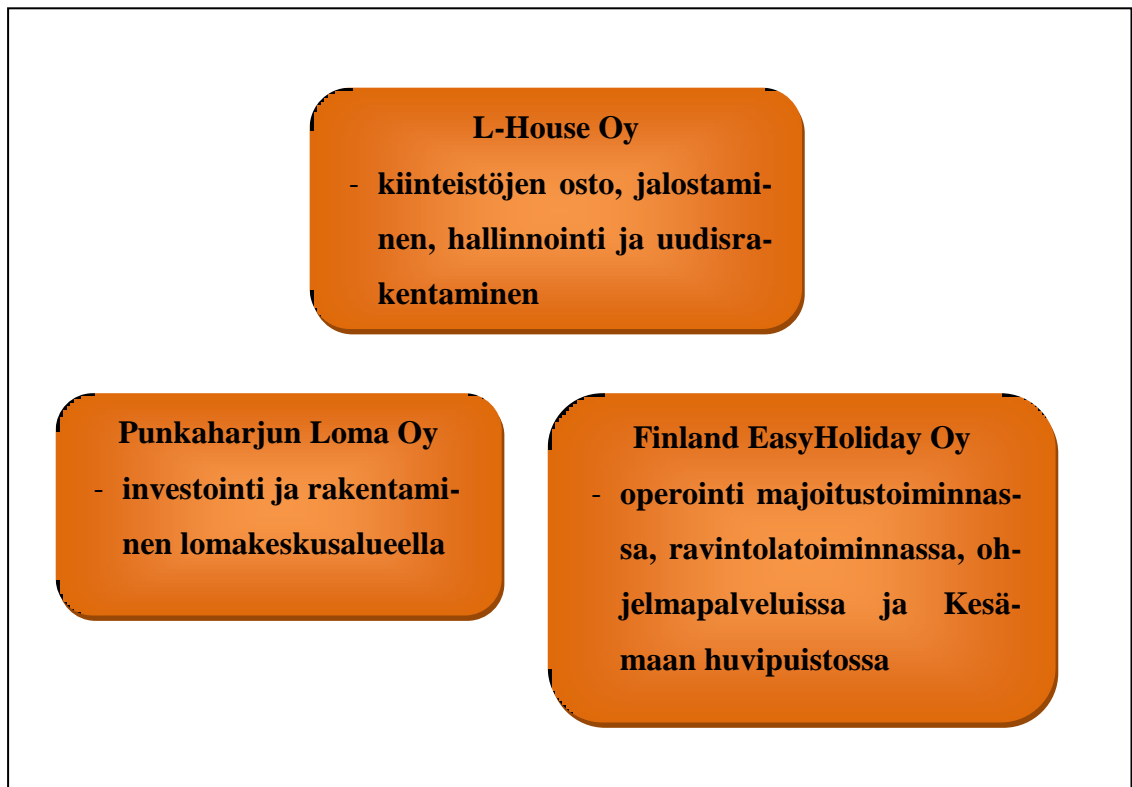 L-House Oy
- kiinteistöjen osto, jalostami-
nen, hallinnointi ja uudisra-
kentaminen
Punkaharjun Loma Oy
- investointi ja rakentami-
nen lomakeskusalueella
Finland EasyHoliday Oy
- operointi majoitustoiminnas-
sa, ravintolatoiminnassa, oh-
jelmapalveluissa ja Kesä-
maan huvipuistossa